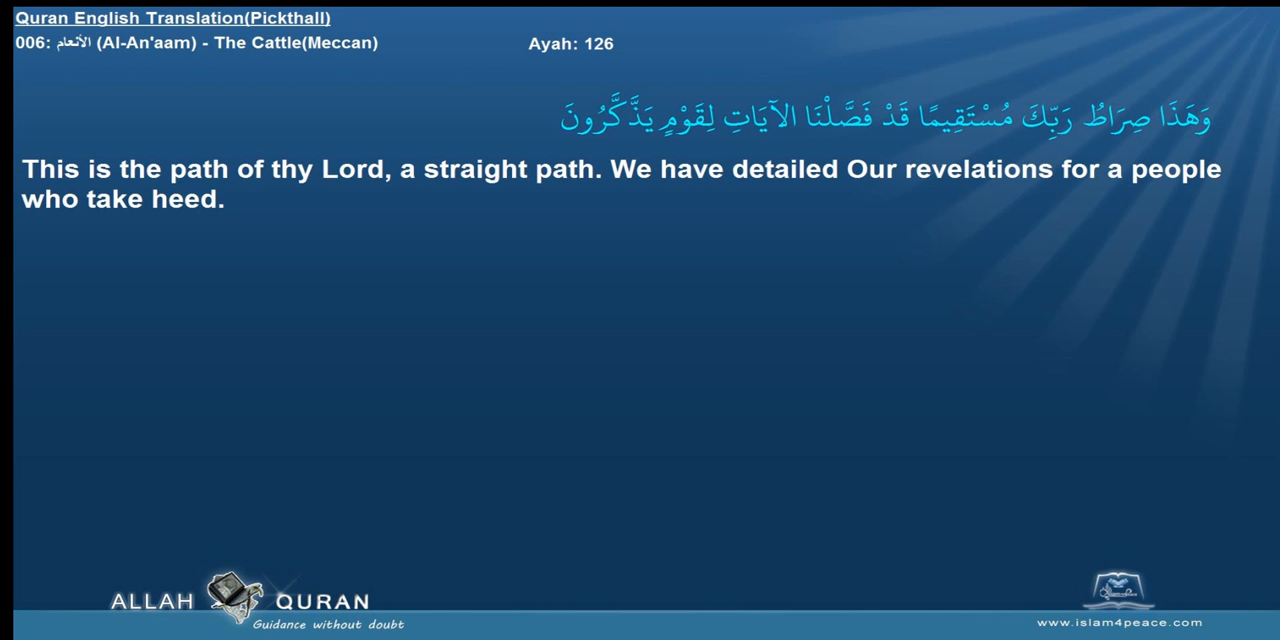 Quran English Translation(Pickthall)
006: الأنعام (Al-An'aam) - The Cattle(Meccan)
Ayah: 126
وَهَذَا صِرَاطُ رَبِّكَ مُسْتَقِيمًا قَدْ فَصَّلْنَا الآيَاتِ لِقَوْمٍ يَذَّكَّرُونَ
This is the path of thy Lord, a straight path. We have detailed Our revelations for a people
who take heed.
ALLAH QURAN
Guidance without doubt
www.islam4peace.com